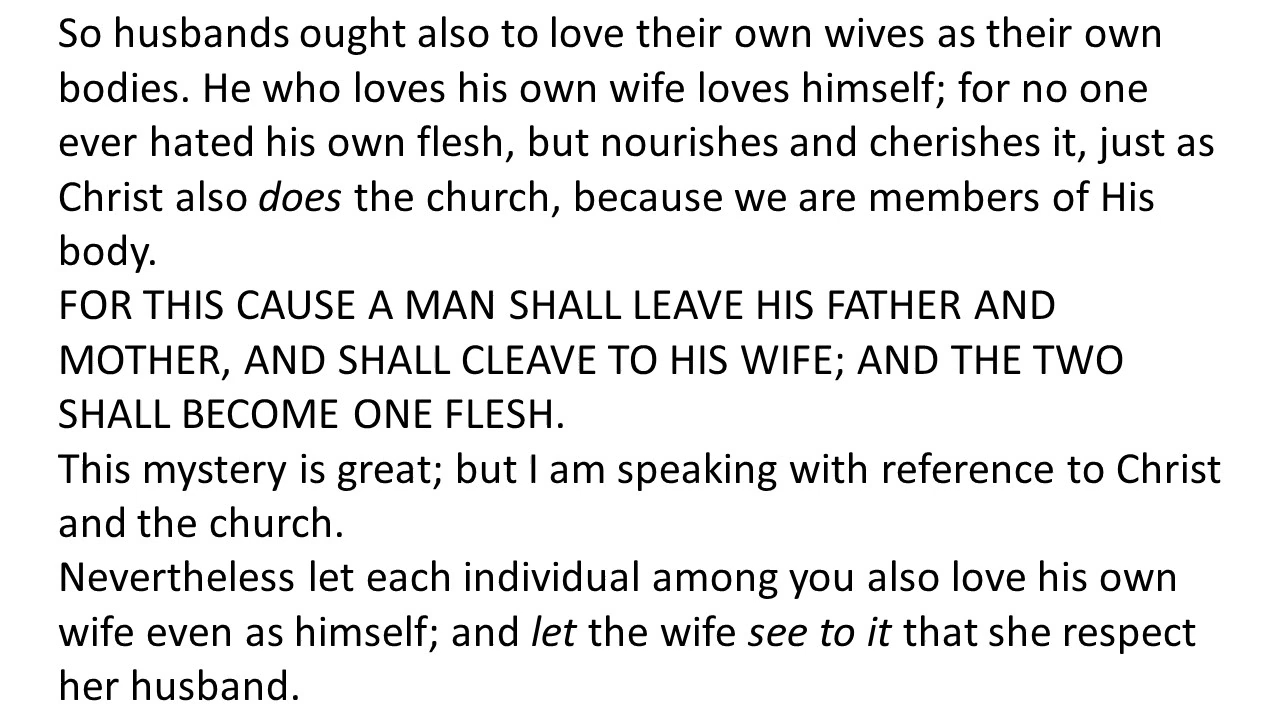 So husbands ought also to love their own wives as their own
bodies. He who loves his own wife loves himself; for no one
ever hated his own flesh, but nourishes and cherishes it, just as
Christ also does the church, because we are members of His
body.
FOR THIS CAUSE A MAN SHALL LEAVE HIS FATHER AND
MOTHER, AND SHALL CLEAVE TO HIS WIFE; AND THE TWO
SHALL BECOME ONE FLESH.
This mystery is great; but I am speaking with reference to Christ
and the church.
Nevertheless let each individual among you also love his own
wife even as himself; and let the wife see to it that she respect
her husband.